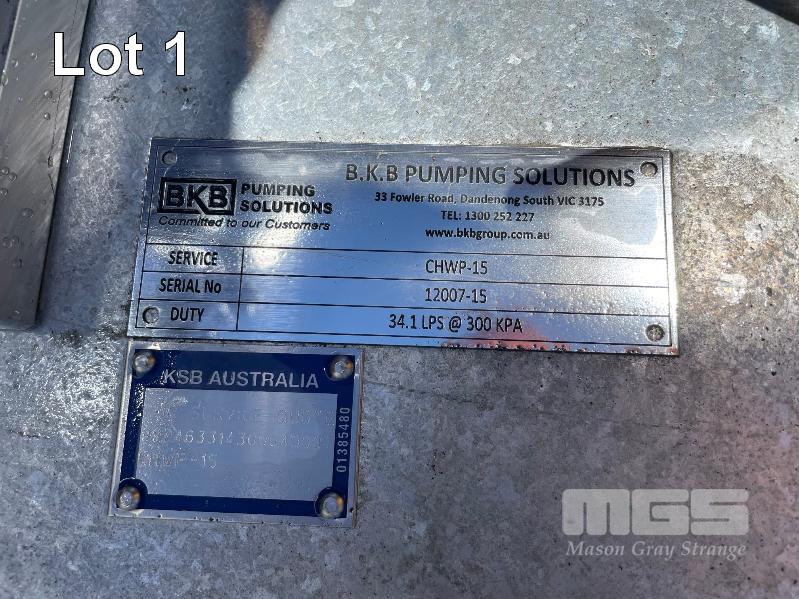 Lot 1
BKB PUMPING SOLUTIONS
Committed to our Customers
B.K.B PUMPING SOLUTIONS
33 Fowler Road, Dandenong South VIC 3175
TEL: 1300 252 227
www.bkbgroup.com.au
SERVICE CHWP-15
SERIAL No 12007-15
DUTY 34.1 LPS @ 300 KPA
KSB AUSTRALIA
01385480
MGS
Mason Gray Strange